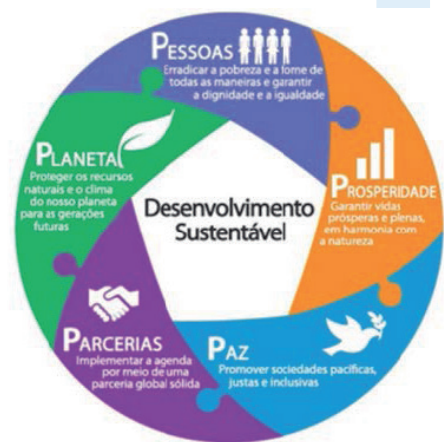 PESSOAS
Erradicar a pobreza e a fome de
todas as maneiras e garantir
a dignidade e a igualdade
PROSPERIDADE
Garantir vidas
prósperas e plenas,
em harmonia com
a natureza
PAZ
Promover sociedades pacíficas,
justas e inclusivas
PARCERIAS
Implementar a agenda
por meio de uma
parceria global sólida
PLANETA
Proteger os recursos
naturais e o clima
do nosso planeta
para as gerações
futuras
Desenvolvimento
Sustentável